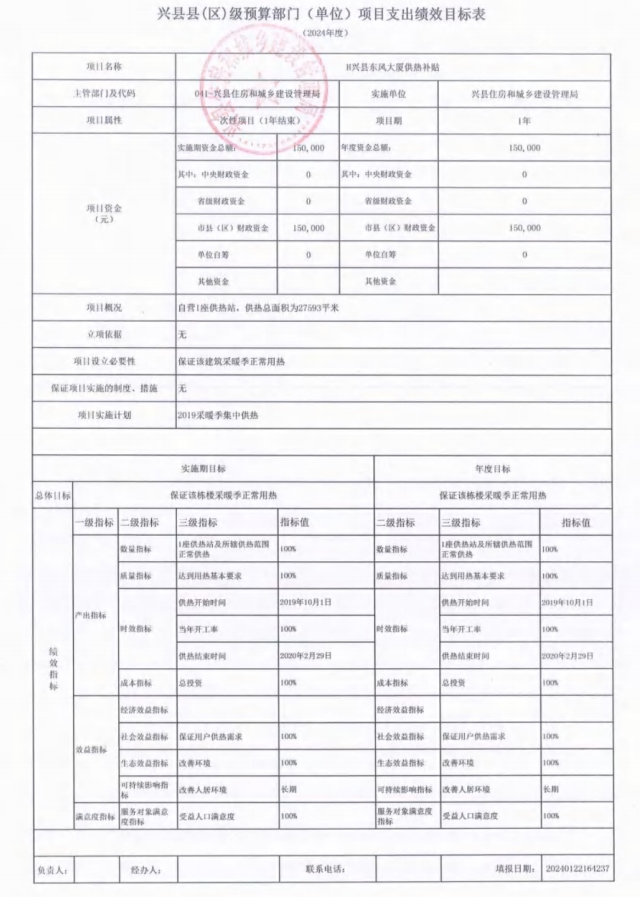 兴县县(区)级预算部门（单位）项目支出绩效目标表
（2024年度）
项目名称 B兴县东风大厦供热补贴
主管部门及代码 041-兴县住房和城乡建设管理局 实施单位 兴县住房和城乡建设管理局
项目属性 次性项目（1年结束） 项目期 1年
项目资金
（元）
实施期资金总额： 150,000 年度资金总额： 150,000
其中：中央财政资金 0 其中：中央财政资金 0
省级财政资金 0 省级财政资金 0
市县（区）财政资金 150,000 市县（区）财政资金 150,000
单位自筹 0 单位自筹 0
其他资金 其他资金
项目概况 自营1座供热站，供热总面积为27593平米
立项依据 无
项目设立必要性 保证该建筑采暖季正常用热
保证项目实施的制度、措施 无
项目实施计划 2019采暖季集中供热
实施期目标 年度目标
总体目标 保证该栋楼采暖季正常用热 保证该栋楼采暖季正常用热
绩效指标
一级指标 二级指标 三级指标 指标值 二级指标 三级指标 指标值
产出指标
数量指标 1座供热站及所辖供热范围正常供热 100% 数量指标 1座供热站及所辖供热范围正常供热 100%
质量指标 达到用热基本要求 100% 质量指标 达到用热基本要求 100%
时效指标 供热开始时间 2019年10月1日 时效指标 供热开始时间 2019年10月1日
当年开工率 100% 当年开工率 100%
供热结束时间 2020年2月29日 供热结束时间 2020年2月29日
成本指标 总投资 100% 成本指标 总投资 100%
效益指标
经济效益指标 经济效益指标
社会效益指标 保证用户供热需求 100% 社会效益指标 保证用户供热需求 100%
生态效益指标 改善环境 100% 生态效益指标 改善环境 100%
可持续影响指标 改善人居环境 长期 可持续影响指标 改善人居环境 长期
满意度指标 服务对象满意度指标 受益人口满意度 100% 服务对象满意度指标 受益人口满意度 100%
负责人： 经办人： 联系电话： 填报日期： 20240122164237